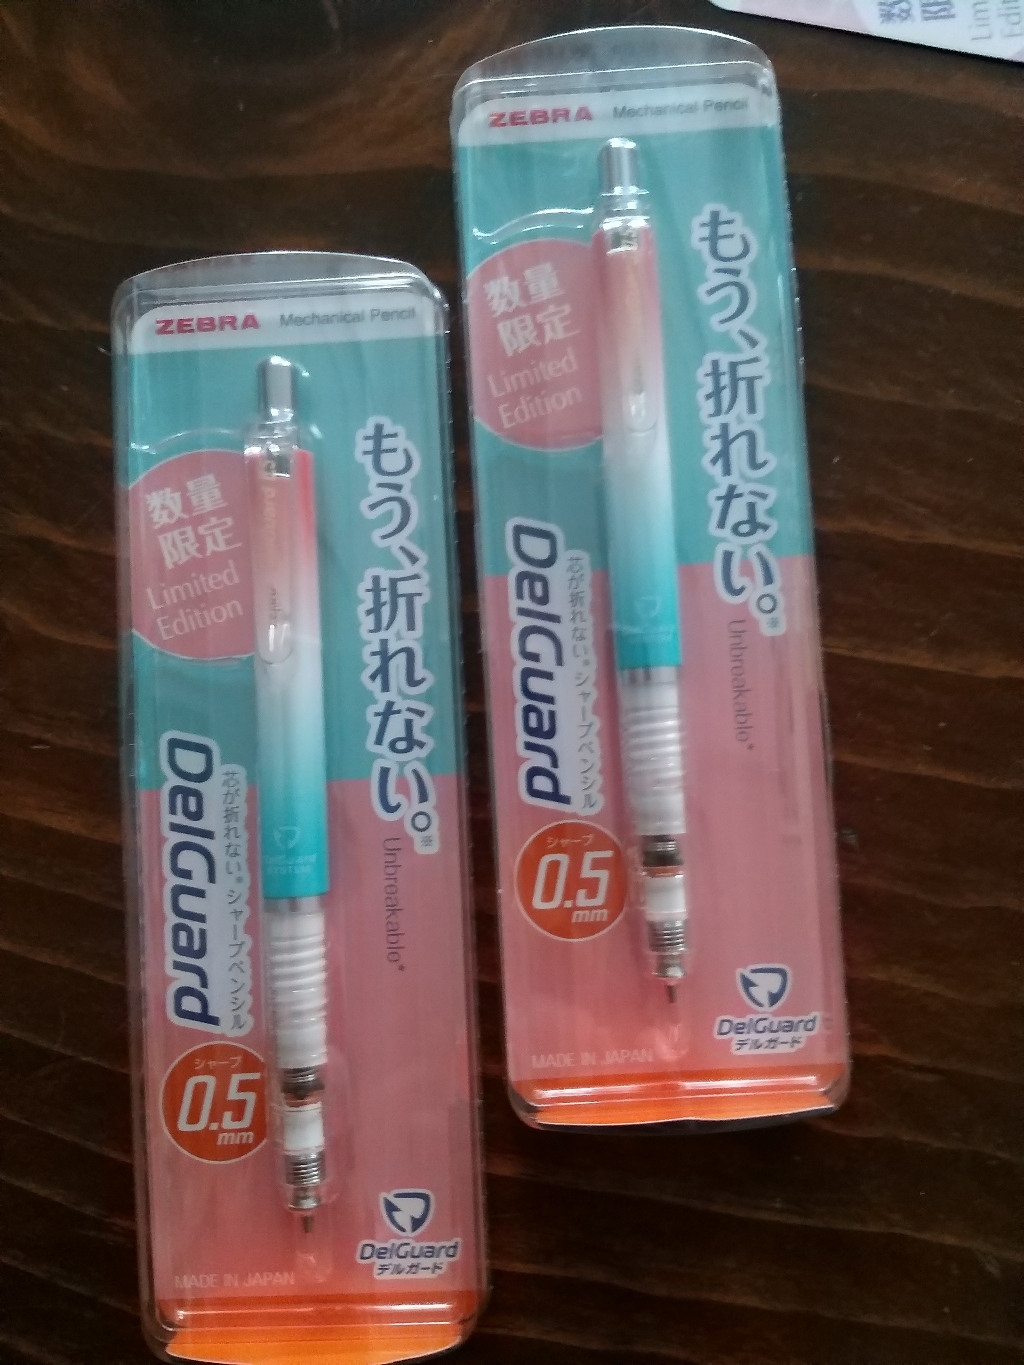 ZEBRA Mechanical Pencil
数量
限定
Limited
Edition
もう、折れない。※
Unbreakable*
DelGuard
芯が折れない※シャープペンシル
シャープ
0.5
mm
DelGuard
デルガード
MADE IN JAPAN
ZEBRA Mechanical Pencil
数量
限定
Limited
Edition
もう、折れない。※
Unbreakable*
DelGuard
芯が折れない※シャープペンシル
DelGuard
SYSTEM
シャープ
0.5
mm
DelGuard
デルガード
MADE IN JAPAN
数
限